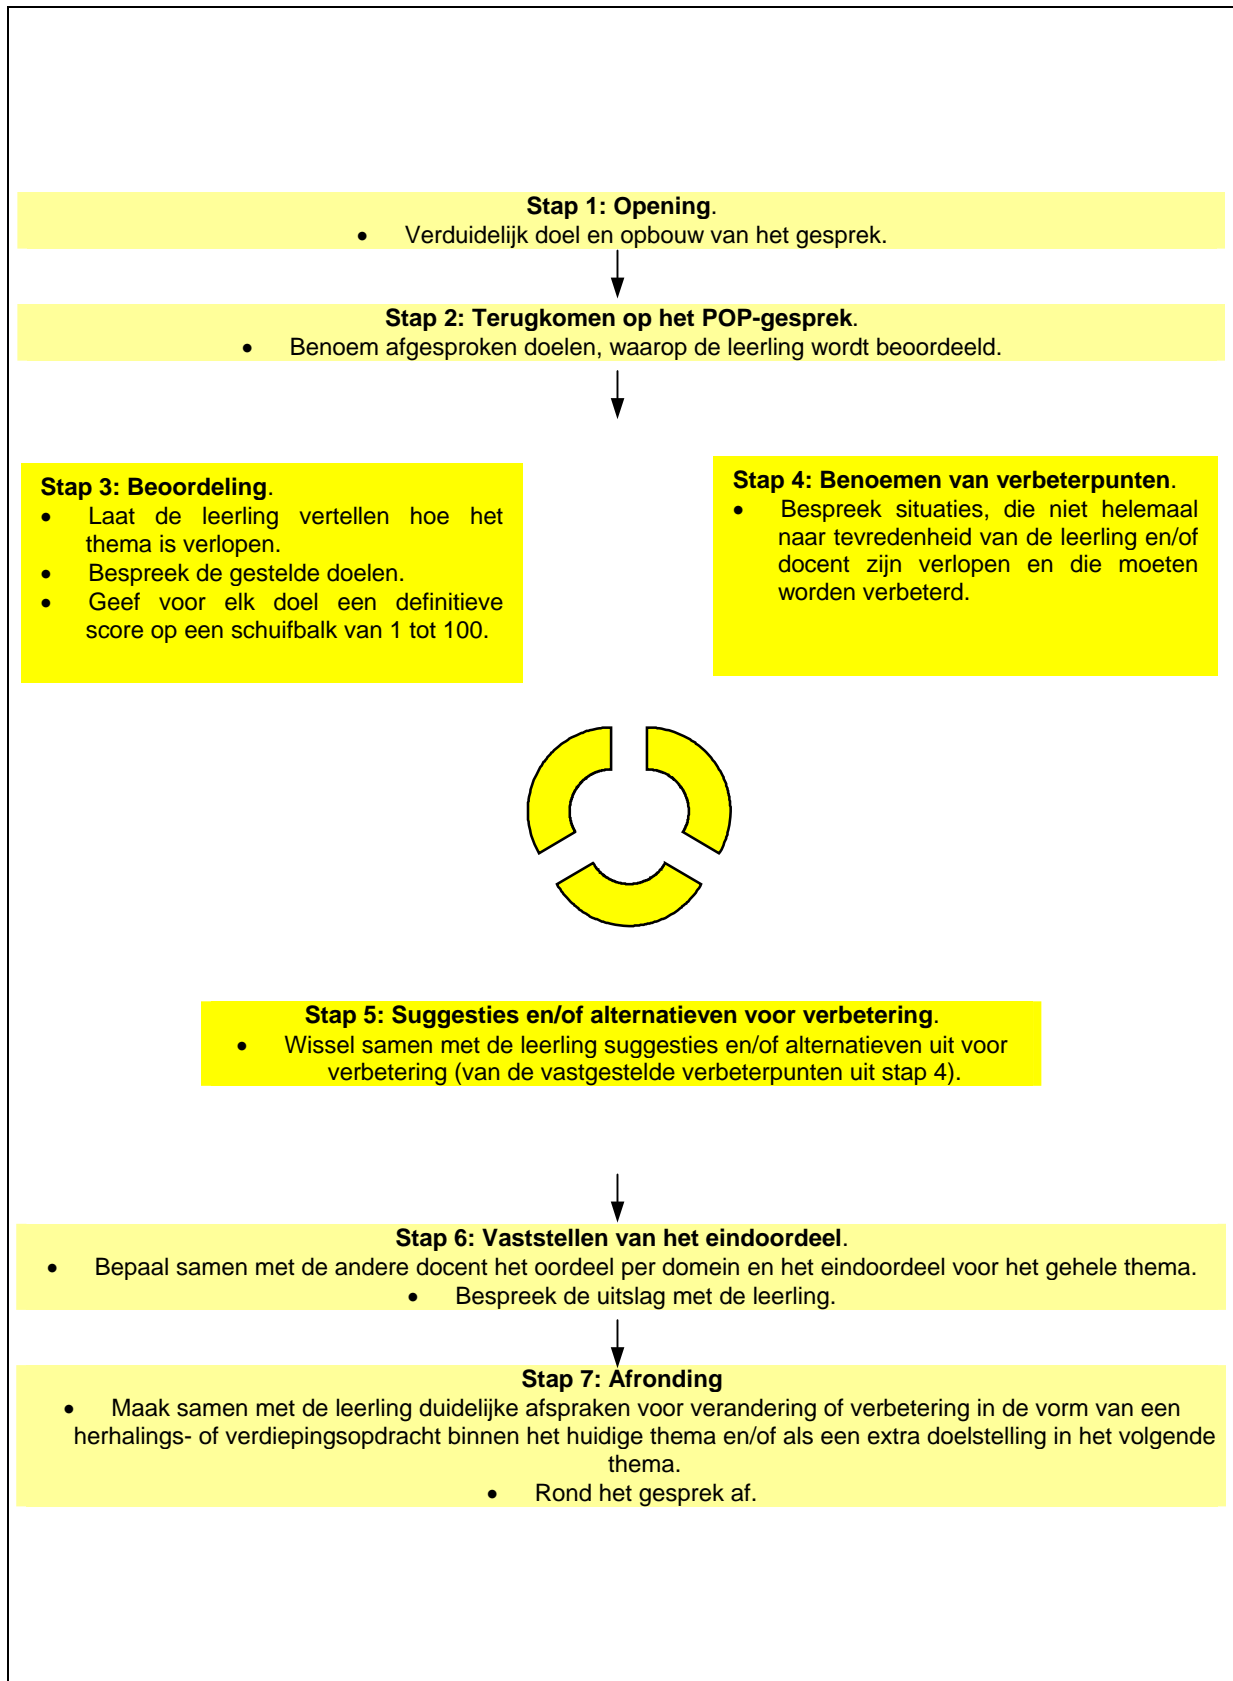 Stap 1: Opening.
• Verduidelijk doel en opbouw van het gesprek.
Stap 2: Terugkomen op het POP-gesprek.
• Benoem afgesproken doelen, waarop de leerling wordt beoordeeld.
Stap 3: Beoordeling.
• Laat de leerling vertellen hoe het
thema is verlopen.
• Bespreek de gestelde doelen.
• Geef voor elk doel een definitieve
score op een schuifbalk van 1 tot 100.
Stap 4: Benoemen van verbeterpunten.
• Bespreek situaties, die niet helemaal
naar tevredenheid van de leerling en/of
docent zijn verlopen en die moeten
worden verbeterd.
Stap 5: Suggesties en/of alternatieven voor verbetering.
• Wissel samen met de leerling suggesties en/of alternatieven uit voor
verbetering (van de vastgestelde verbeterpunten uit stap 4).
Stap 6: Vaststellen van het eindoordeel.
• Bepaal samen met de andere docent het oordeel per domein en het eindoordeel voor het gehele thema.
• Bespreek de uitslag met de leerling.
Stap 7: Afronding
• Maak samen met de leerling duidelijke afspraken voor verandering of verbetering in de vorm van een
herhalings- of verdiepingsopdracht binnen het huidige thema en/of als een extra doelstelling in het volgende
thema.
• Rond het gesprek af.